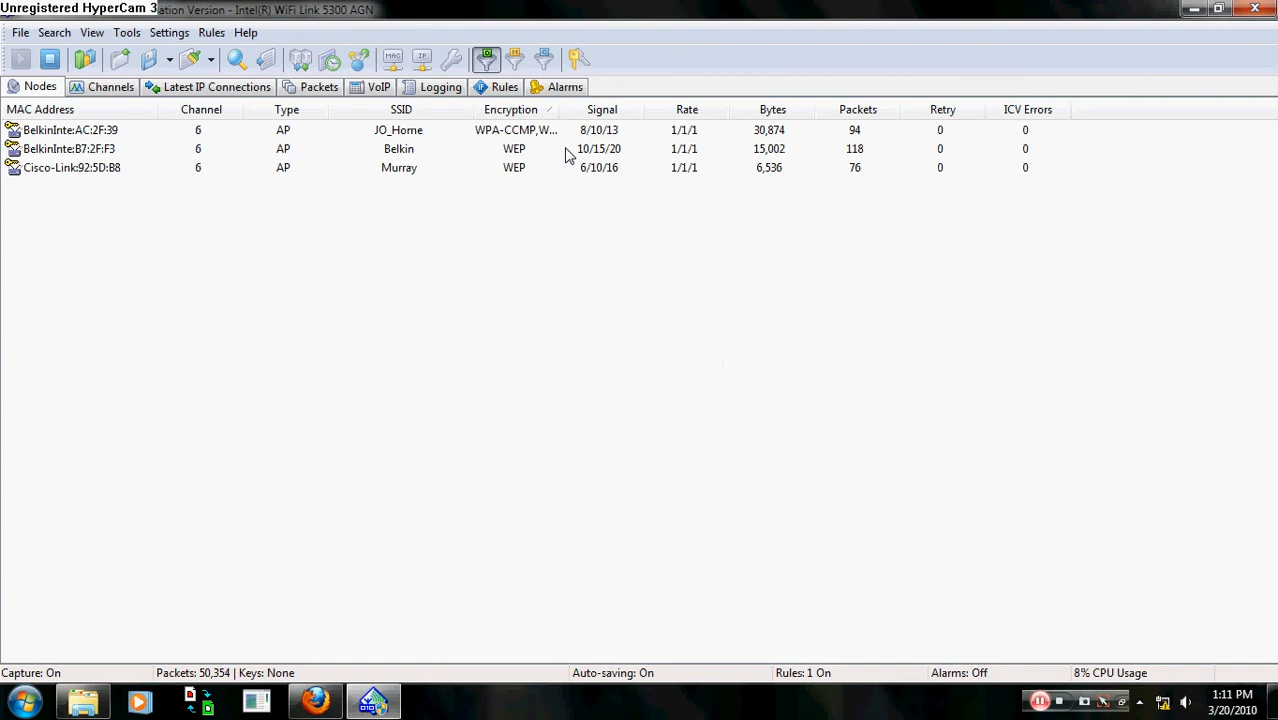 Unregistered HyperCam 3
ation Version - Intel(R) WiFi Link 5300 AGN
File Search View Tools Settings Rules Help
Nodes Channels Latest IP Connections Packets VoIP Logging Rules Alarms
MAC Address Channel Type SSID Encryption Signal Rate Bytes Packets Retry ICV Errors
BelkinInte:AC:2F:39 6 AP JO_Home WPA-CCMP,W... 8/10/13 1/1/1 30,874 94 0 0
BelkinInte:B7:2F:F3 6 AP Belkin WEP 10/15/20 1/1/1 15,002 118 0 0
Cisco-Link:92:5D:B8 6 AP Murray WEP 6/10/16 1/1/1 6,536 76 0 0
Capture: On Packets: 50,354 | Keys: None Auto-saving: On Rules: 1 On Alarms: Off 8% CPU Usage
1:11 PM
3/20/2010